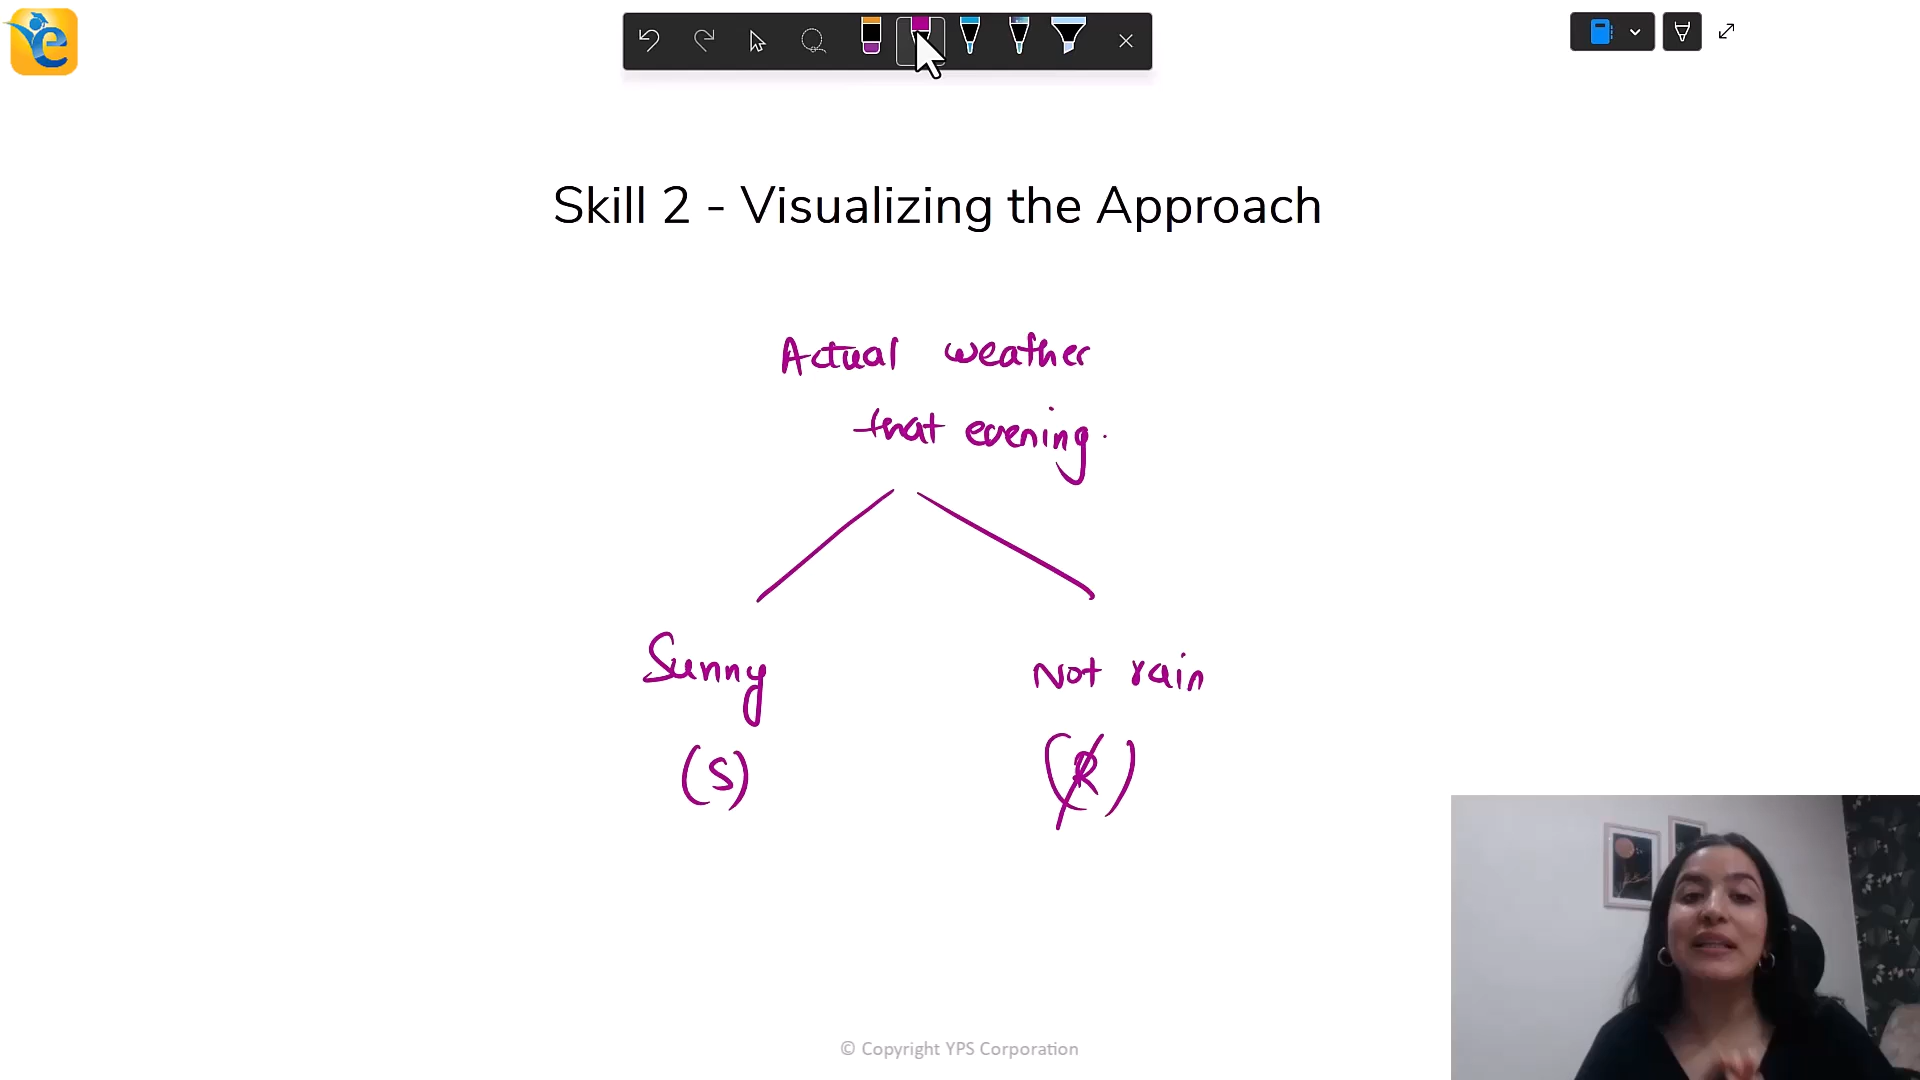 Skill 2 - Visualizing the Approach
Actual weather
that evening.
Sunny
Not rain
(S)
(R)
© Copyright YPS Corporation